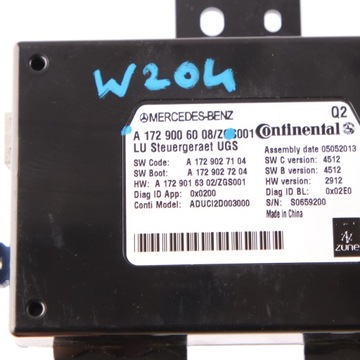 W204
MERCEDES-BENZ Q2
A 172 900 60 08/ZGS001 Continental
LU Steuergeraet UGS Assembly date 05052013
SW Code: A 172 902 71 04 SW C version: 4512
SW Boot: A 172 902 72 04 SW B version: 4512
HW: A 172 901 63 02/ZGS001 HW version: 2912
Diag ID App: 0x0200 Diag ID BL: 0x02E0
Conti Model: ADUCI2D003000 S/N: S0659200
Made in China